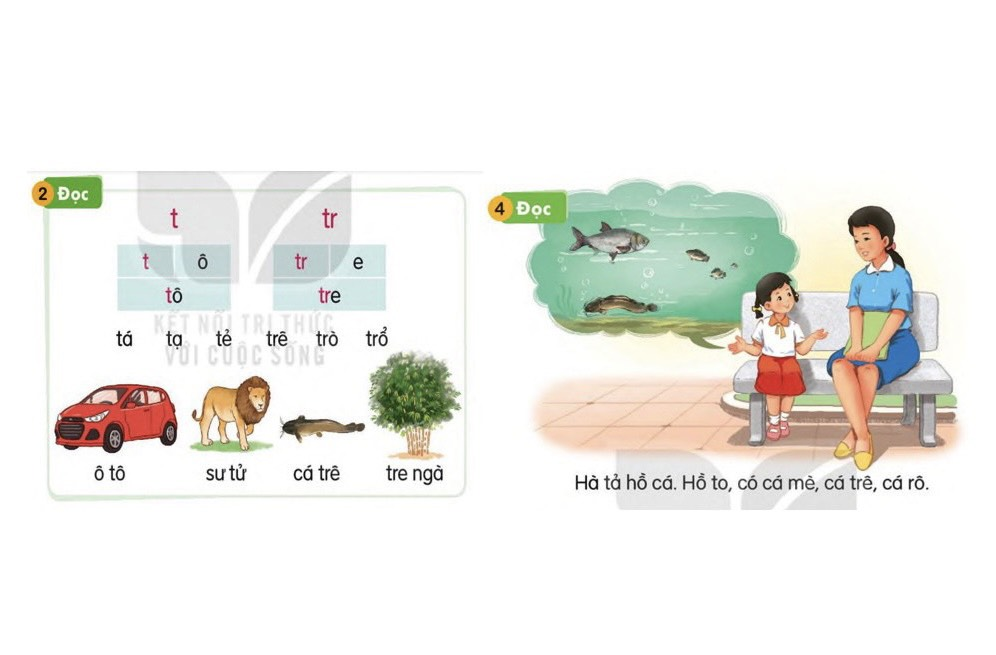 2 Đọc
t tr
t ô tr e
tô tre
KẾT NỐI TRI THỨC
VỚI CUỘC SỐNG
tá tạ tẻ trê trò trổ
ô tô sư tử cá trê tre ngà
4 Đọc
Hà tả hồ cá. Hồ to, có cá mè, cá trê, cá rô.